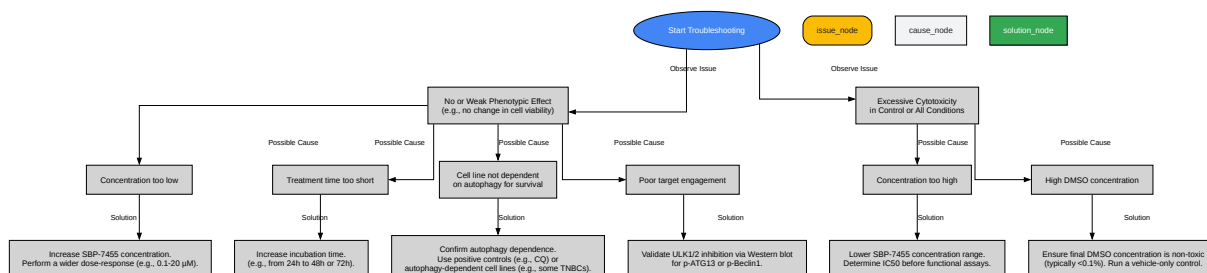 Start Troubleshooting
issue_node
cause_node
solution_node
Observe Issue
Observe Issue
No or Weak Phenotypic Effect
(e.g., no change in cell viability)
Excessive Cytotoxicity
in Control or All Conditions
Possible Cause
Possible Cause
Possible Cause
Possible Cause
Possible Cause
Possible Cause
Concentration too low
Treatment time too short
Cell line not dependent
on autophagy for survival
Poor target engagement
Concentration too high
High DMSO concentration
Solution
Solution
Solution
Solution
Solution
Solution
Increase SBP-7455 concentration.
Perform a wider dose-response (e.g., 0.1-20 µM).
Increase incubation time.
(e.g., from 24h to 48h or 72h).
Confirm autophagy dependence.
Use positive controls (e.g., CQ) or
autophagy-dependent cell lines (e.g., some TNBCs).
Validate ULK1/2 inhibition via Western blot
for p-ATG13 or p-Beclin1.
Lower SBP-7455 concentration range.
Determine IC50 before functional assays.
Ensure final DMSO concentration is non-toxic
(typically <0.1%). Run a vehicle-only control.